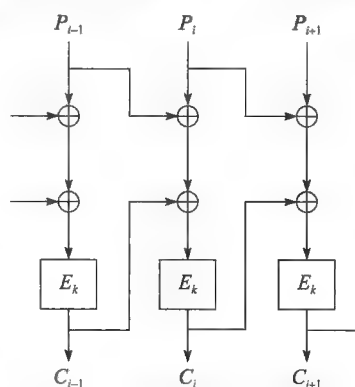 P_{i-1} P_i P_{i+1}
E_k E_k E_k
C_{i-1} C_i C_{i+1}